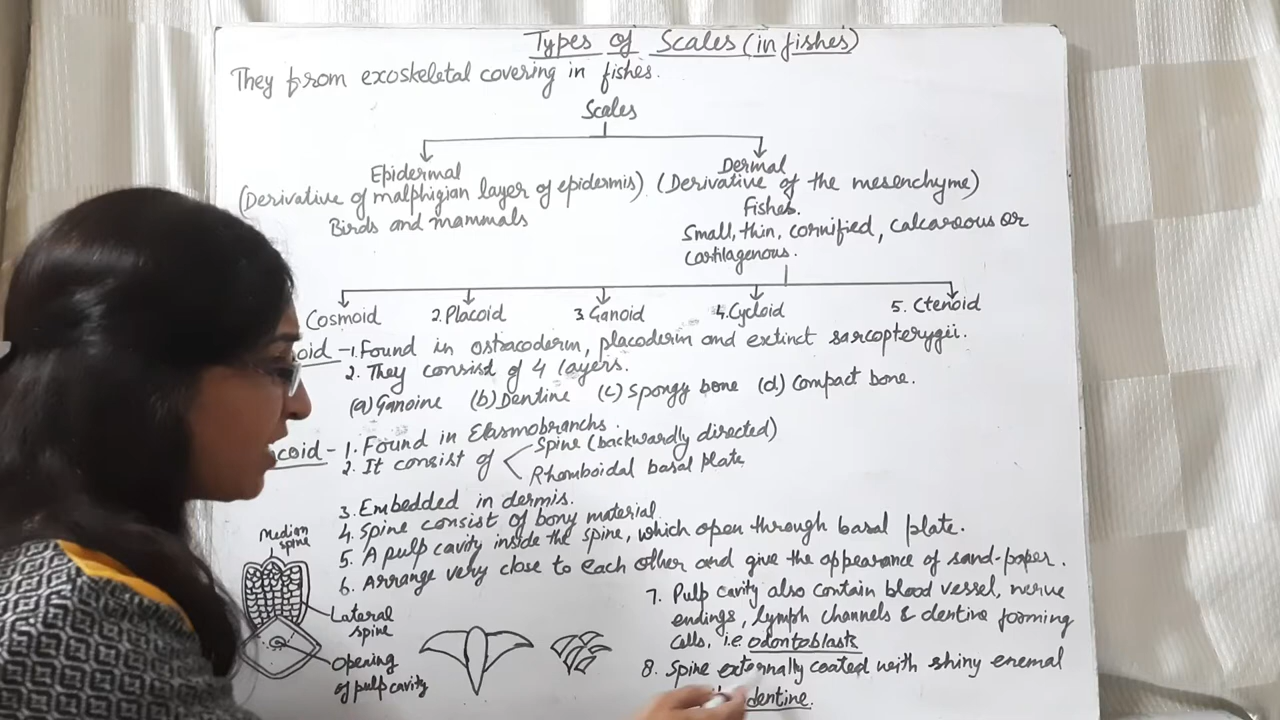 Types of Scales (in fishes)
They from exoskeletal covering in fishes.
Scales
Epidermal
(Derivative of malphigian layer of epidermis)
Birds and mammals
Dermal
(Derivative of the mesenchyme)
Fishes.
Small, thin, cornified, calcareous or
cartilagenous.
Cosmoid 2. Placoid 3. Ganoid 4. Cycloid 5. Ctenoid
oid - 1. Found in ostracoderm, placoderm and extinct sarcopterygii.
2. They consist of 4 layers.
(a) Ganoine (b) Dentine (c) Spongy bone (d) Compact bone.
coid - 1. Found in Elasmobranchs.
2. It consist of Spine (backwardly directed)
Rhomboidal basal plate
3. Embedded in dermis.
4. Spine consist of bony material
5. A pulp cavity inside the spine, which open through basal plate.
6. Arrange very close to each other and give the appearance of sand-paper.
Median
spine
Lateral
spine
Opening
of pulp cavity
7. Pulp cavity also contain blood vessel, nerve
endings, lymph channels & dentine forming
cells, i.e. odontoblasts
8. Spine externally coated with shiny enemal
dentine.